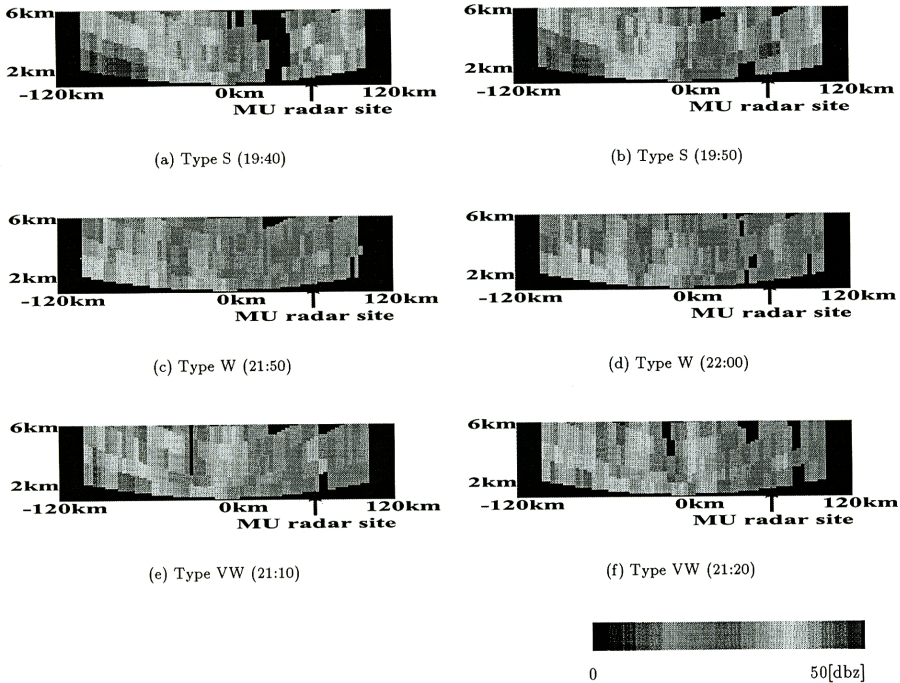 6km
2km
-120km 0km 120km
MU radar site
(a) Type S (19:40)
6km
2km
-120km 0km 120km
MU radar site
(b) Type S (19:50)
6km
2km
-120km 0km 120km
MU radar site
(c) Type W (21:50)
6km
2km
-120km 0km 120km
MU radar site
(d) Type W (22:00)
6km
2km
-120km 0km 120km
MU radar site
(e) Type VW (21:10)
6km
2km
-120km 0km 120km
MU radar site
(f) Type VW (21:20)
0 50[dbz]